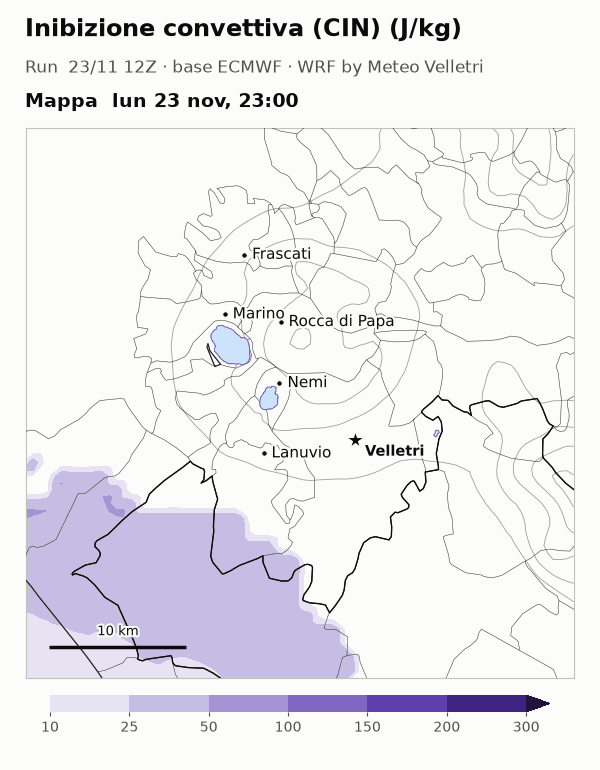 Inibizione convettiva (CIN) (J/kg)
Run  23/11 12Z · base ECMWF · WRF by Meteo Velletri
Mappa  lun 23 nov, 23:00
Frascati
Marino
Rocca di Papa
Nemi
Velletri
Lanuvio
10 km
10 25 50 100 150 200 300